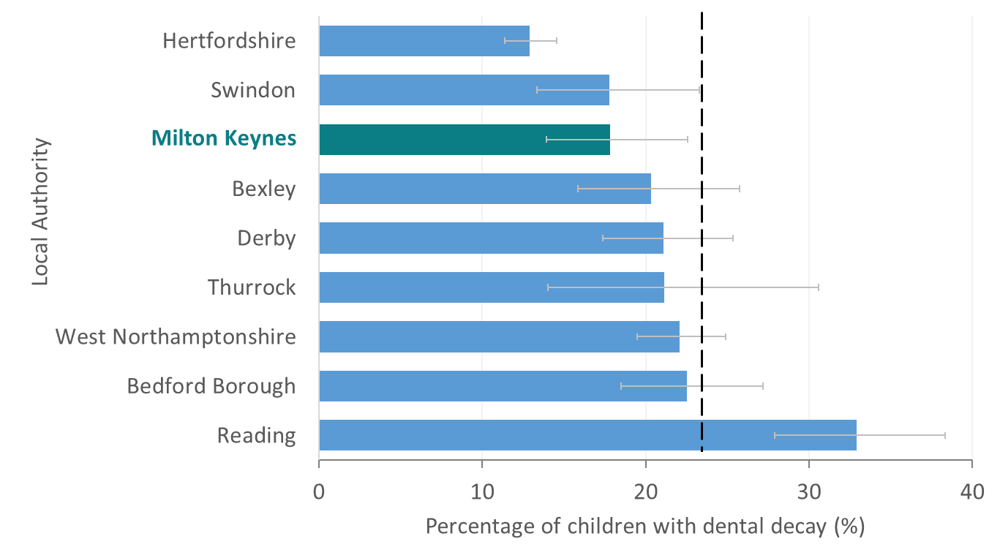 Local Authority
Hertfordshire
Swindon
Milton Keynes
Bexley
Derby
Thurrock
West Northamptonshire
Bedford Borough
Reading
0 10 20 30 40
Percentage of children with dental decay (%)